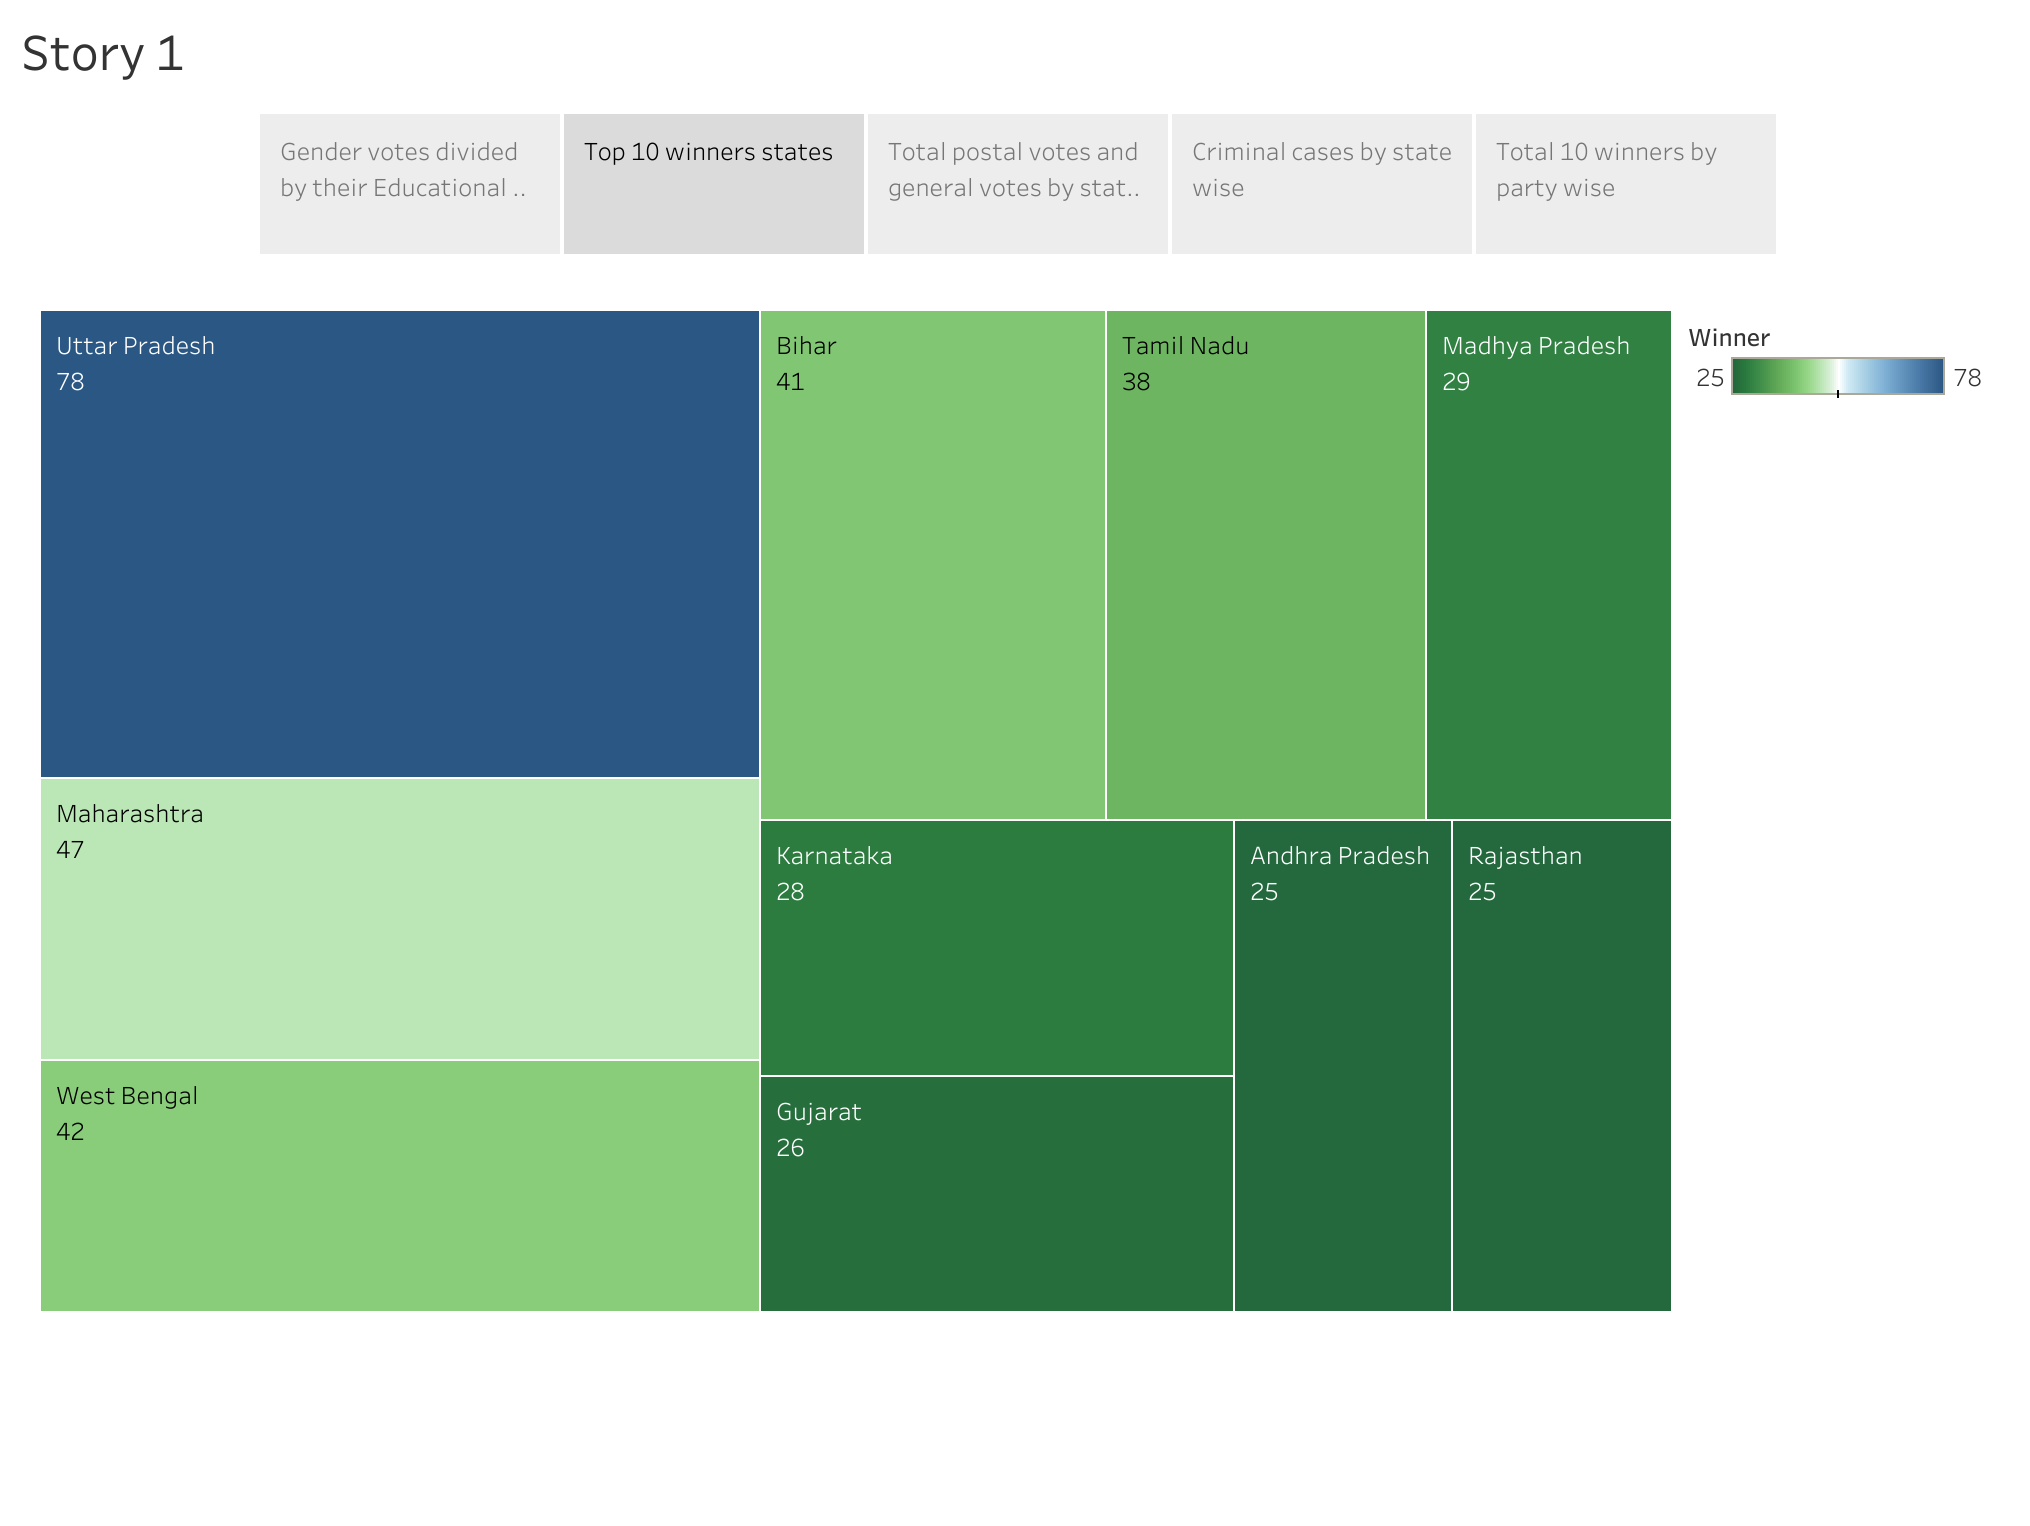 Story 1
Gender votes divided
by their Educational ..
Top 10 winners states
Total postal votes and
general votes by stat..
Criminal cases by state
wise
Total 10 winners by
party wise
Uttar Pradesh
78
Bihar
41
Tamil Nadu
38
Madhya Pradesh
29
Winner
25
78
Maharashtra
47
Karnataka
28
Andhra Pradesh
25
Rajasthan
25
West Bengal
42
Gujarat
26